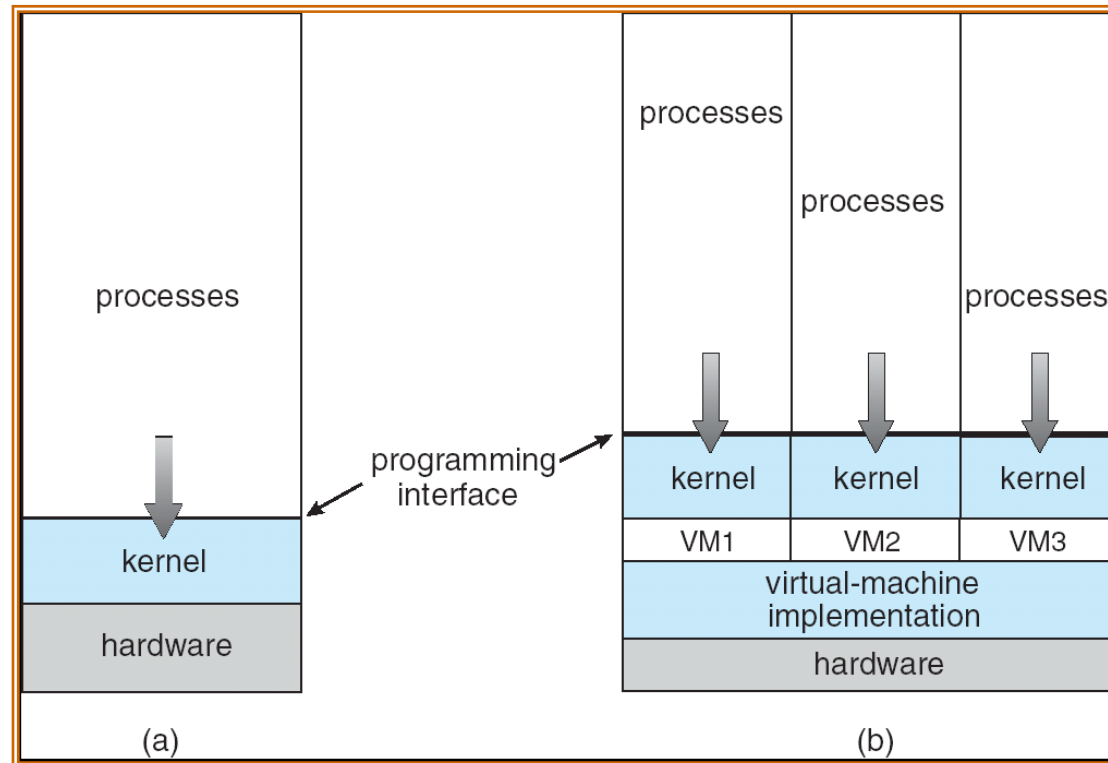 processes
kernel
hardware
(a)
programming
interface
processes
processes
processes
kernel
kernel
kernel
VM1
VM2
VM3
virtual-machine
implementation
hardware
(b)